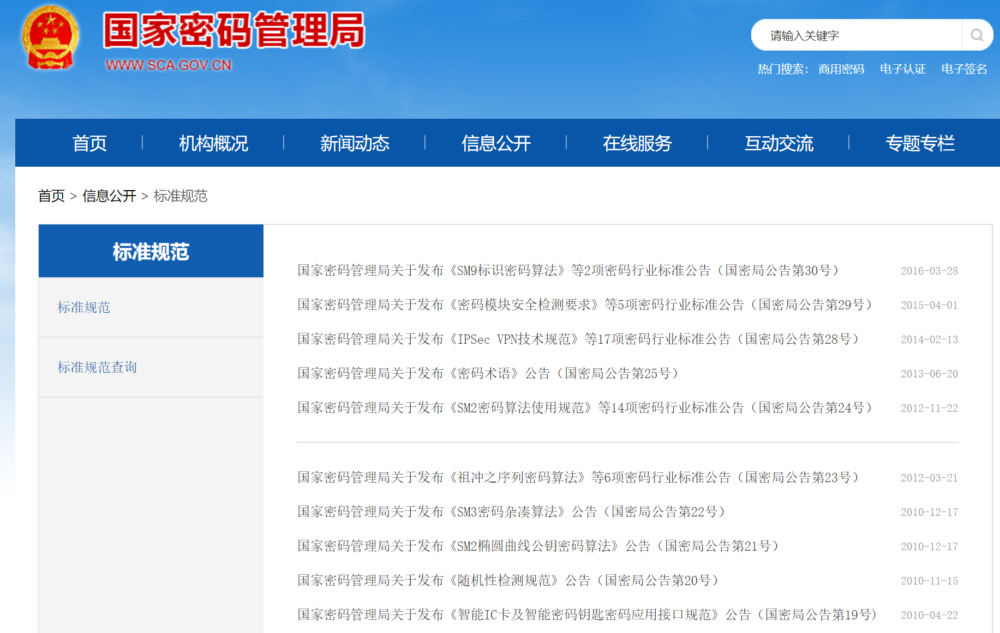 国家密码管理局
WWW.SCA.GOV.CN
请输入关键字
热门搜索： 商用密码 电子认证 电子签名
首页 | 机构概况 | 新闻动态 | 信息公开 | 在线服务 | 互动交流 | 专题专栏
首页 > 信息公开 > 标准规范
标准规范
标准规范
标准规范查询
国家密码管理局关于发布《SM9标识密码算法》等2项密码行业标准公告（国密局公告第30号） 2016-03-28
国家密码管理局关于发布《密码模块安全检测要求》等5项密码行业标准公告（国密局公告第29号） 2015-04-01
国家密码管理局关于发布《IPSec VPN技术规范》等17项密码行业标准公告（国密局公告第28号） 2014-02-13
国家密码管理局关于发布《密码术语》公告（国密局公告第25号） 2013-06-20
国家密码管理局关于发布《SM2密码算法使用规范》等14项密码行业标准公告（国密局公告第24号） 2012-11-22
国家密码管理局关于发布《祖冲之序列密码算法》等6项密码行业标准公告（国密局公告第23号） 2012-03-21
国家密码管理局关于发布《SM3密码杂凑算法》公告（国密局公告第22号） 2010-12-17
国家密码管理局关于发布《SM2椭圆曲线公钥密码算法》公告（国密局公告第21号） 2010-12-17
国家密码管理局关于发布《随机性检测规范》公告（国密局公告第20号） 2010-11-15
国家密码管理局关于发布《智能IC卡及智能密码钥匙密码应用接口规范》公告（国密局公告第19号) 2010-04-22